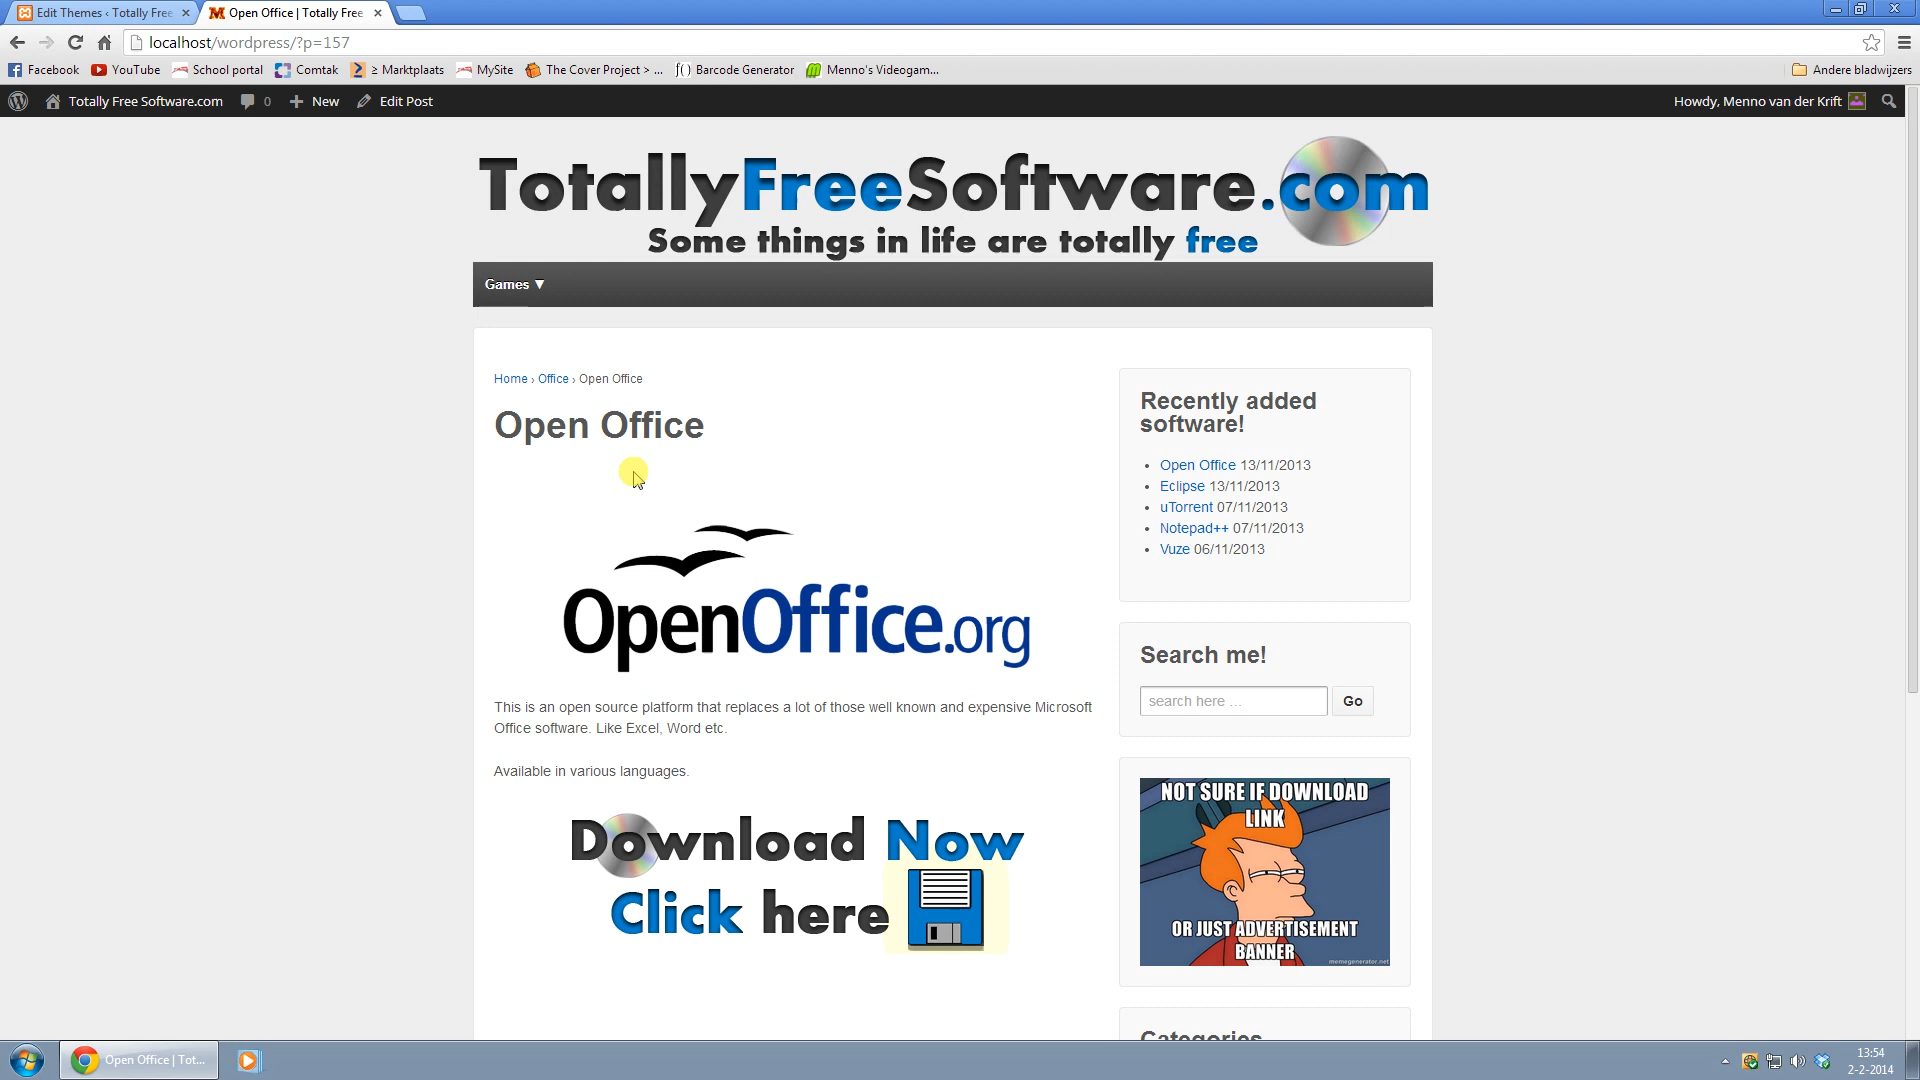 Edit Themes ‹ Totally Free
Open Office | Totally Free
localhost/wordpress/?p=157
Facebook
YouTube
School portal
Comtak
≥ Marktplaats
MySite
The Cover Project > ...
f() Barcode Generator
Menno's Videogam...
Andere bladwijzers
Totally Free Software.com
0
New
Edit Post
Howdy, Menno van der Krift
TotallyFreeSoftware.com
Some things in life are totally free
Games ▼
Home › Office › Open Office
Open Office
OpenOffice.org
This is an open source platform that replaces a lot of those well known and expensive Microsoft
Office software. Like Excel, Word etc.
Available in various languages.
Download Now
Click here
Recently added
software!
Open Office 13/11/2013
Eclipse 13/11/2013
uTorrent 07/11/2013
Notepad++ 07/11/2013
Vuze 06/11/2013
Search me!
search here ...
Go
NOT SURE IF DOWNLOAD
LINK
OR JUST ADVERTISEMENT
BANNER
memegenerator.net
Categories
Open Office | Tot...
13:54
2-2-2014